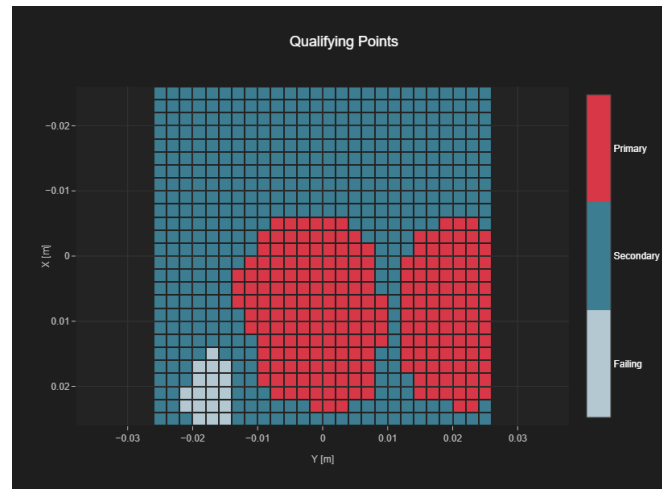 Qualifying Points
−0.02
−0.01
0
0.01
0.02
X [m]
−0.03
−0.02
−0.01
0
0.01
0.02
0.03
Y [m]
Primary
Secondary
Failing